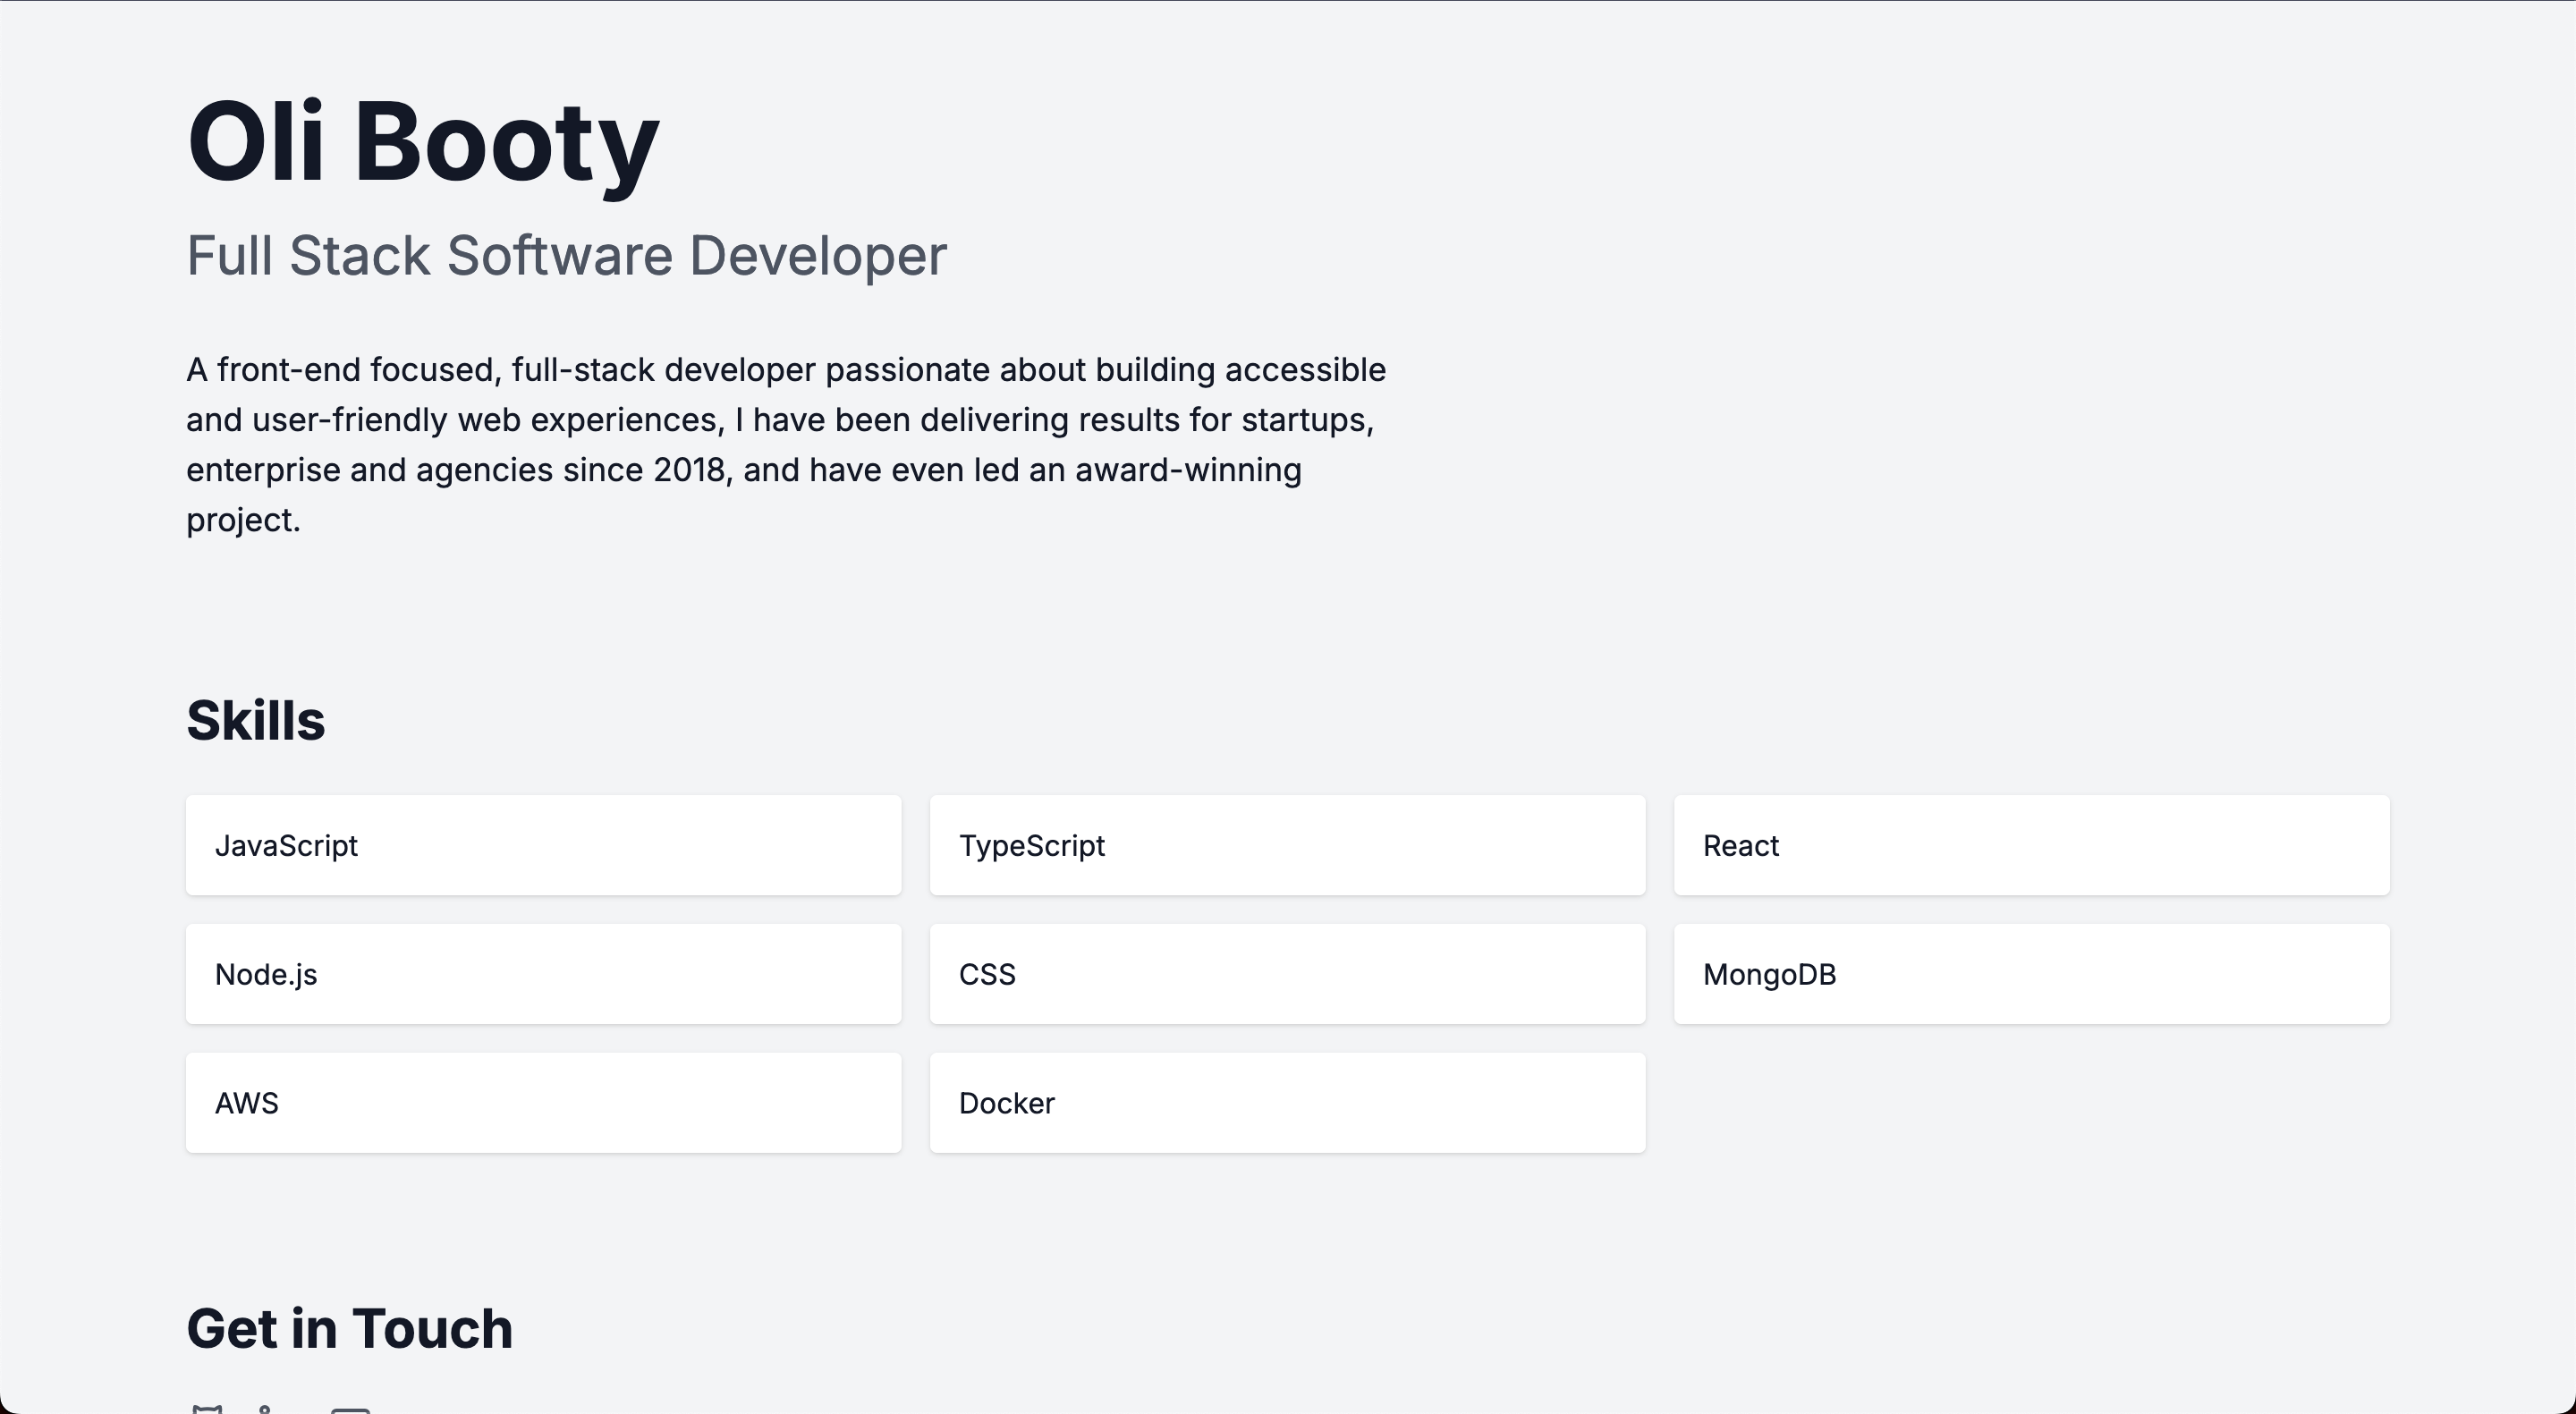 Oli Booty
Full Stack Software Developer
A front-end focused, full-stack developer passionate about building accessible
and user-friendly web experiences, I have been delivering results for startups,
enterprise and agencies since 2018, and have even led an award-winning
project.
Skills
JavaScript
TypeScript
React
Node.js
CSS
MongoDB
AWS
Docker
Get in Touch